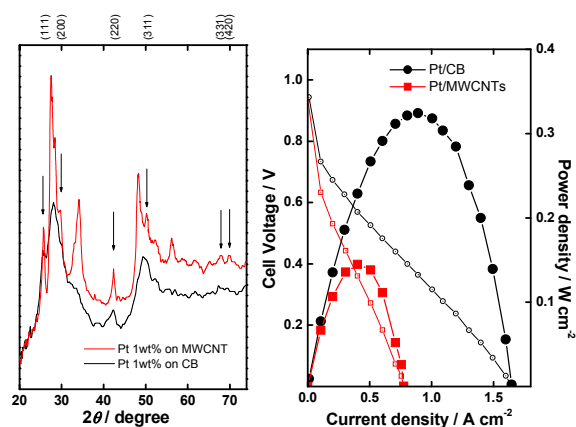 (111)
(200)
(220)
(311)
(331)
(420)
Pt 1wt% on MWCNT
Pt 1wt% on CB
20 30 40 50 60 70
2θ / degree
Pt/CB
Pt/MWCNTs
1.0
0.8
0.6
0.4
0.2
Cell Voltage / V
0.4
0.3
0.2
0.1
0.0
Power density / W cm-2
0.0 0.5 1.0 1.5
Current density / A cm-2